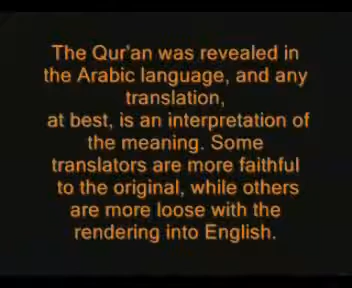 The Qur'an was revealed in
the Arabic language, and any
translation,
at best, is an interpretation of
the meaning. Some
translators are more faithful
to the original, while others
are more loose with the
rendering into English.